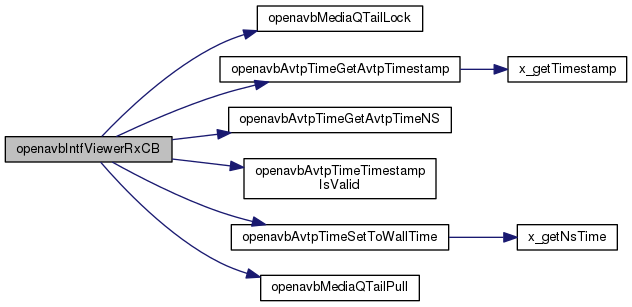 openavbMediaQTailLock
openavbAvtpTimeGetAvtpTimestamp
x_getTimestamp
openavbAvtpTimeGetAvtpTimeNS
openavbIntfViewerRxCB
openavbAvtpTimeTimestamp
IsValid
openavbAvtpTimeSetToWallTime
x_getNsTime
openavbMediaQTailPull